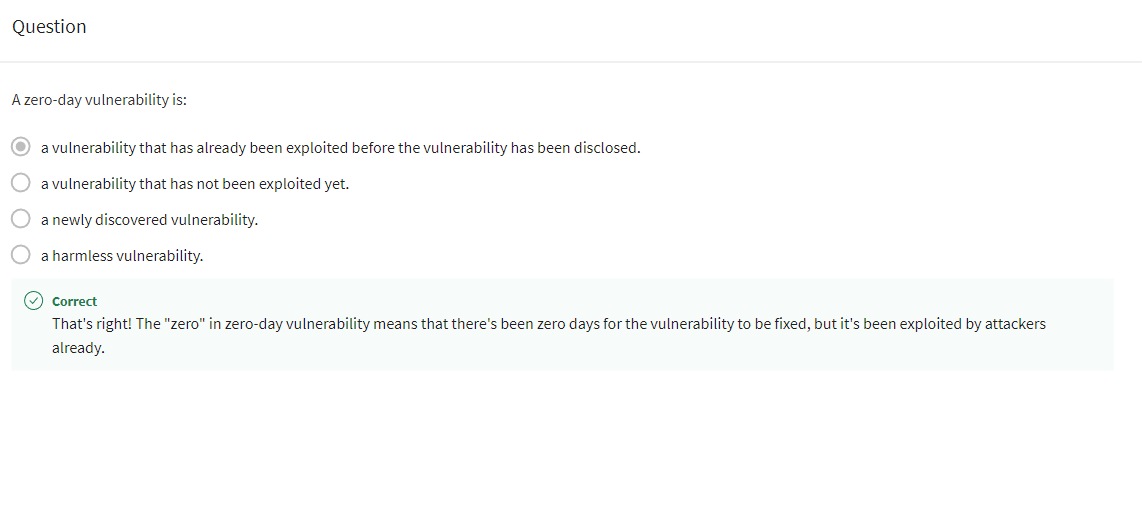 Question
A zero-day vulnerability is:
a vulnerability that has already been exploited before the vulnerability has been disclosed.
a vulnerability that has not been exploited yet.
a newly discovered vulnerability.
a harmless vulnerability.
Correct
That's right! The "zero" in zero-day vulnerability means that there's been zero days for the vulnerability to be fixed, but it's been exploited by attackers
already.